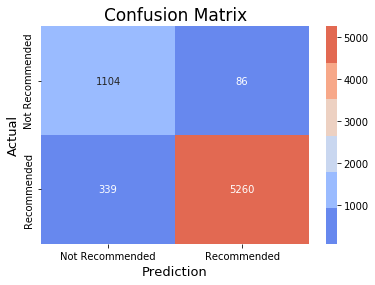 Confusion Matrix
Actual
Not Recommended
Recommended
1104
86
339
5260
Not Recommended
Recommended
Prediction
5000
4000
3000
2000
1000